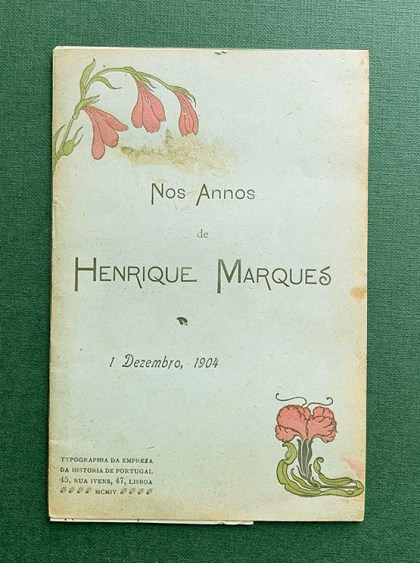 Nos Annos
de
Henrique Marques
1 Dezembro, 1904
TYPOGRAPHIA DA EMPREZA
DA HISTORIA DE PORTUGAL
45, RUA IVENS, 47, LISBOA
MCMIV